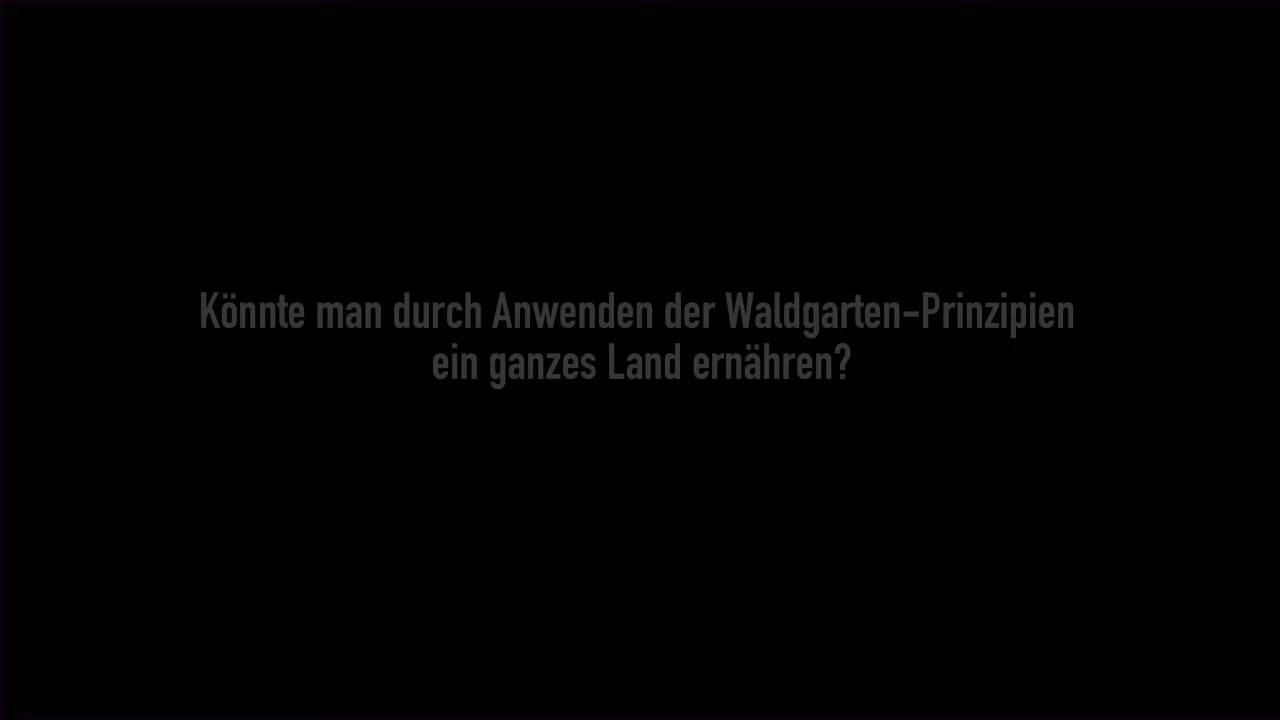 Könnte man durch Anwenden der Waldgarten-Prinzipien
ein ganzes Land ernähren?